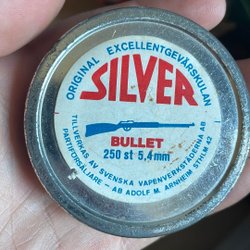 ORIGINAL EXCELLENTGEVÄRSKULAN
SILVER
BULLET
250 st 5,4mm
TILLVERKAS AV SVENSKA VAPENVERKSTÄDERNA AB
PARTIFÖRSÄLJARE - AB ADOLF M. ARNHEIM STHLM 42